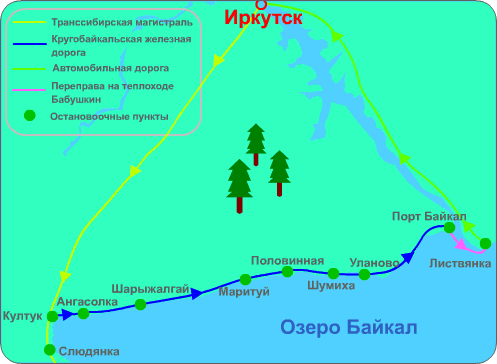 Иркутск
Транссибирская магистраль
Кругобайкальская железная
дорога
Автомобильная дорога
Переправа на теплоходе
Бабушкин
Остановоочные пункты
Порт Байкал
Листвянка
Половинная
Уланово
Шумиха
Шарыжалгай
Маритуй
Ангасолка
Култук
Озеро Байкал
Слюдянка